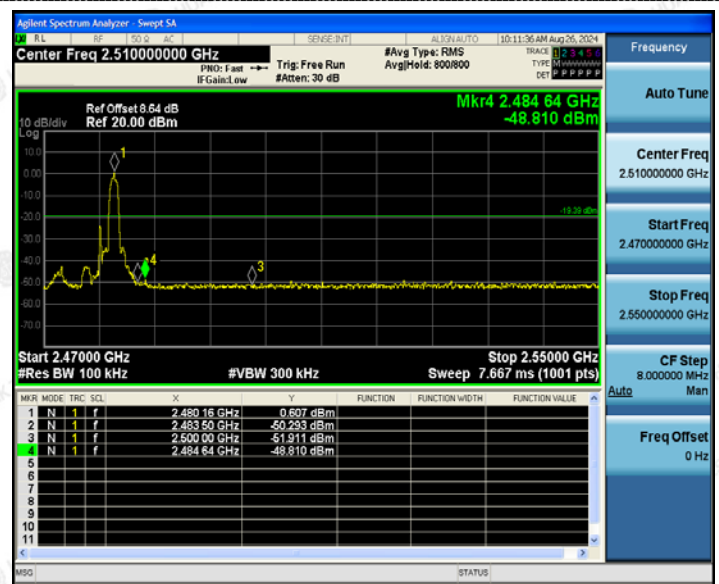 Agilent Spectrum Analyzer - Swept SA
RL RF 50 Ω AC SENSE:INT ALIGN AUTO 10:11:36 AM Aug 26, 2024
Center Freq 2.510000000 GHz
PNO: Fast
IFGain:Low
Trig: Free Run
#Atten: 30 dB
#Avg Type: RMS
Avg|Hold: 800/800
TRACE 1 2 3 4 5 6
TYPE M
DET P P P P P P
Frequency
Auto Tune
Center Freq
2.510000000 GHz
Start Freq
2.470000000 GHz
Stop Freq
2.550000000 GHz
CF Step
8.000000 MHz
Auto Man
Freq Offset
0 Hz
Mkr4 2.484 64 GHz
-48.810 dBm
Ref Offset 8.64 dB
10 dB/div Ref 20.00 dBm
Log
10.0
0.00
-10.0
-20.0
-30.0
-40.0
-50.0
-60.0
-70.0
1
4
3
-19.39 dBm
Start 2.47000 GHz Stop 2.55000 GHz
#Res BW 100 kHz #VBW 300 kHz Sweep 7.667 ms (1001 pts)
MKR MODE TRC SCL X Y FUNCTION FUNCTION WIDTH FUNCTION VALUE
1 N 1 f 2.480 16 GHz 0.607 dBm
2 N 1 f 2.483 50 GHz -50.293 dBm
3 N 1 f 2.500 00 GHz -51.911 dBm
4 N 1 f 2.484 64 GHz -48.810 dBm
5
6
7
8
9
10
11
MSG STATUS